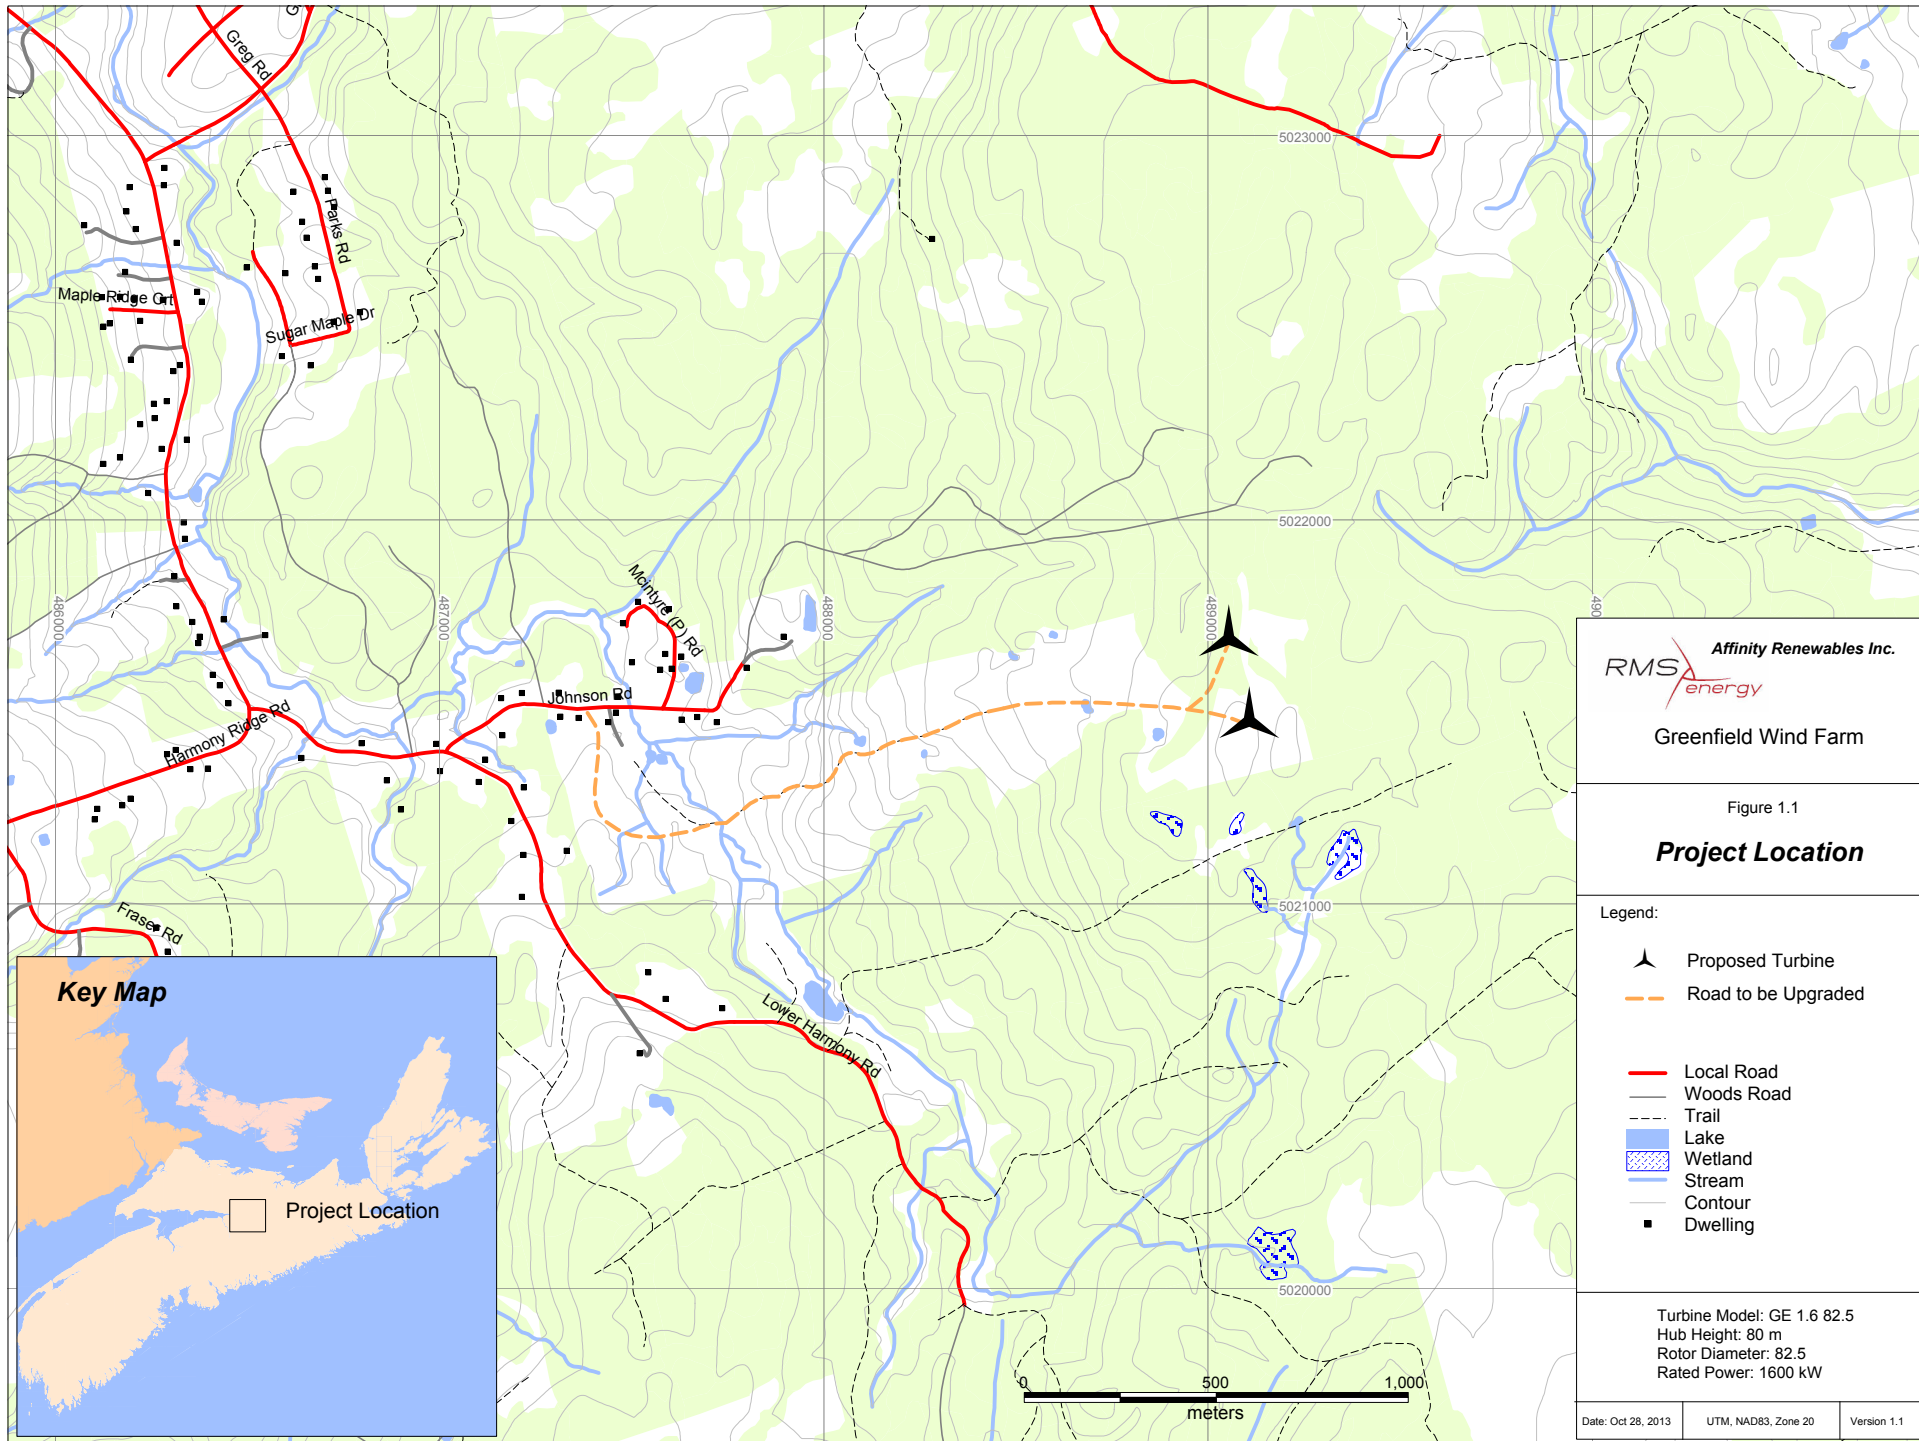 G
Greg Rd
5023000
Parks Rd
Maple Ridge Crt
Sugar Maple Dr
5022000
486000
487000
488000
489000
490
Mcintyre (P) Rd
Johnson Rd
Harmony Ridge Rd
5021000
Fraser Rd
Lower Harmony Rd
5020000
Key Map
Project Location
0 500 1,000
meters
RMS energy
Affinity Renewables Inc.
Greenfield Wind Farm
Figure 1.1
Project Location
Legend:
Proposed Turbine
Road to be Upgraded
Local Road
Woods Road
Trail
Lake
Wetland
Stream
Contour
Dwelling
Turbine Model: GE 1.6 82.5
Hub Height: 80 m
Rotor Diameter: 82.5
Rated Power: 1600 kW
Date: Oct 28, 2013
UTM, NAD83, Zone 20
Version 1.1